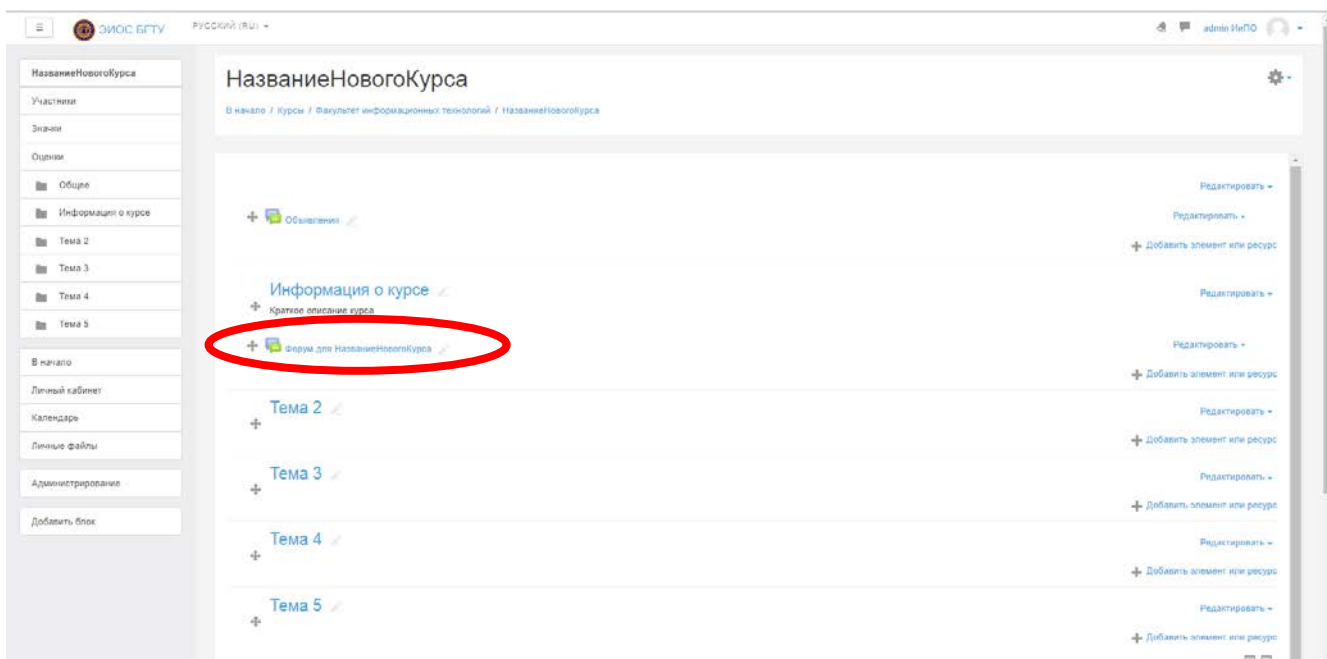 ЭИОС БГТУ
РУССКИЙ (RU)
admin ИиПО
НазваниеНовогоКурса
Участники
Значки
Оценки
Общее
Информация о курсе
Тема 2
Тема 3
Тема 4
Тема 5
В начало
Личный кабинет
Календарь
Личные файлы
Администрирование
Добавить блок
НазваниеНовогоКурса
В начало / Курсы / Факультет информационных технологий / НазваниеНовогоКурса
Редактировать
Объявления
Редактировать
Добавить элемент или ресурс
Информация о курсе
Редактировать
Краткое описание курса
Форум для НазваниеНовогоКурса
Редактировать
Добавить элемент или ресурс
Тема 2
Редактировать
Добавить элемент или ресурс
Тема 3
Редактировать
Добавить элемент или ресурс
Тема 4
Редактировать
Добавить элемент или ресурс
Тема 5
Редактировать
Добавить элемент или ресурс